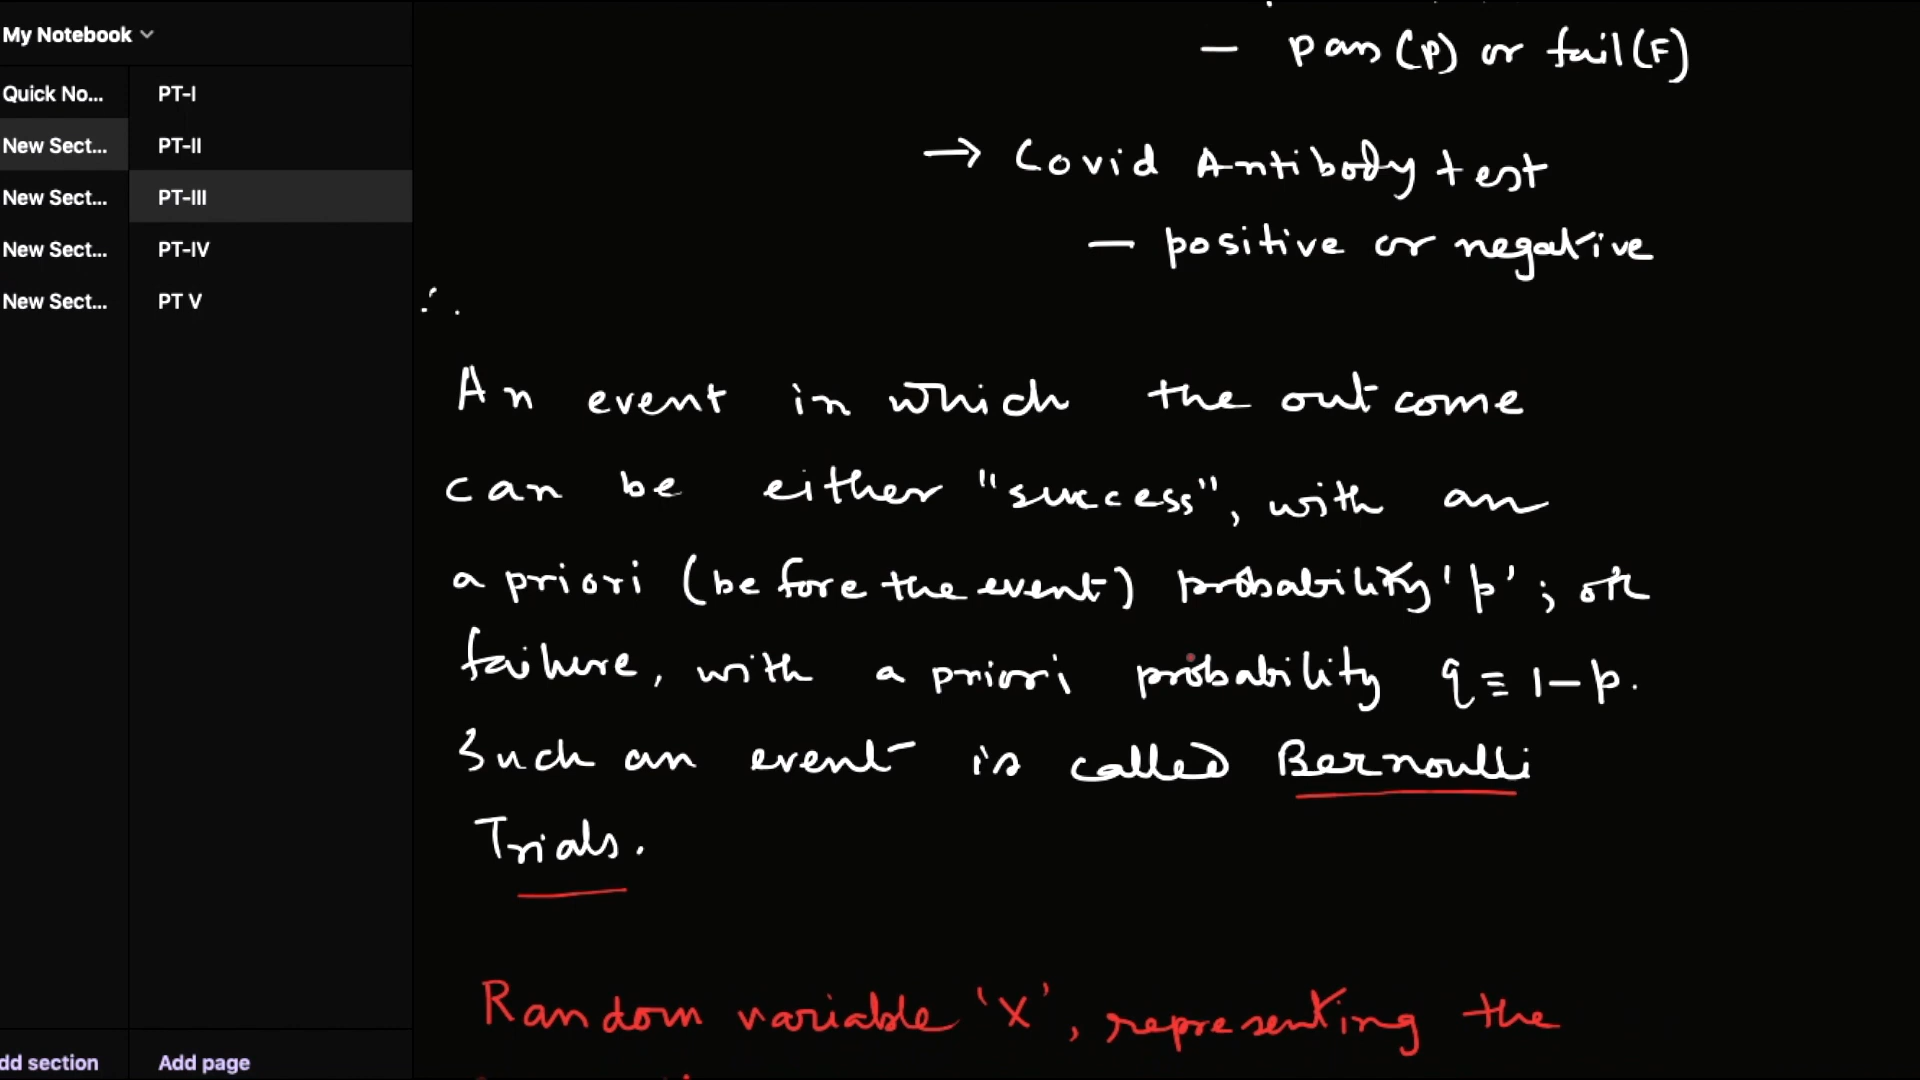 My Notebook
Quick No...
New Sect...
New Sect...
New Sect...
New Sect...
PT-I
PT-II
PT-III
PT-IV
PT V
dd section
Add page
— pass (P) or fail (F)
→ Covid Antibody test
— positive or negative
∴
An event in which the outcome
can be either "success", with an
a priori (before the event) probability 'p'; or
failure, with a priori probability q ≡ 1 – p.
Such an event is called Bernoulli
Trials.
Random variable 'X', representing the